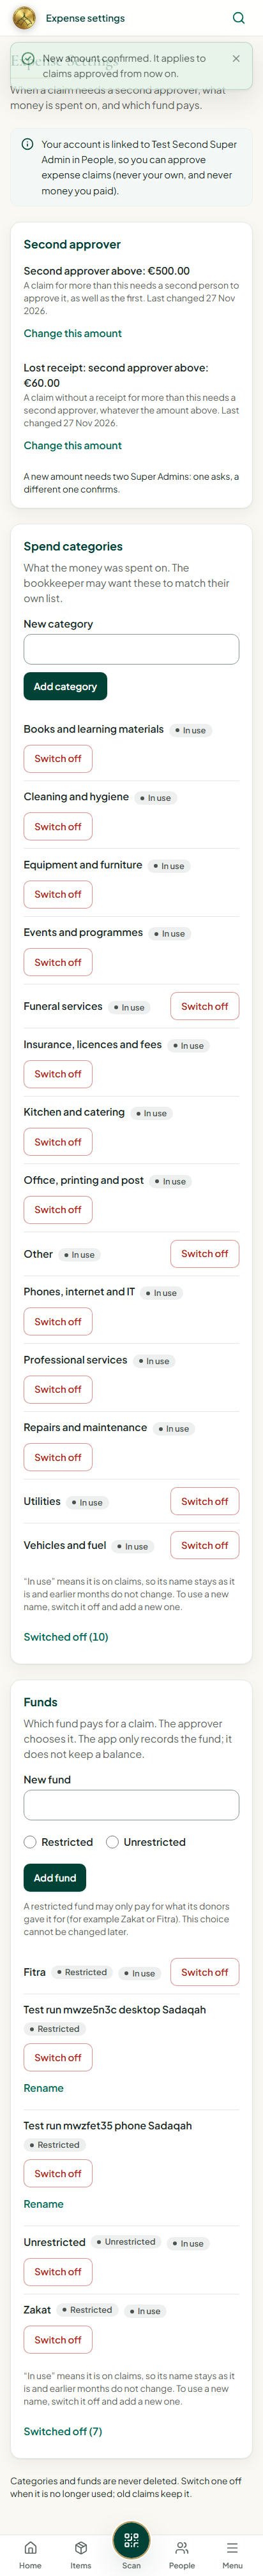 Expense settings
Expense Settings
New amount confirmed. It applies to
claims approved from now on.
When a claim needs a second approver, what
money is spent on, and which fund pays.
Your account is linked to Test Second Super
Admin in People, so you can approve
expense claims (never your own, and never
money you paid).
Second approver
Second approver above: €500.00
A claim for more than this needs a second person to
approve it, as well as the first. Last changed 27 Nov
2026.
Change this amount
Lost receipt: second approver above:
€60.00
A claim without a receipt for more than this needs a
second approver, whatever the amount above. Last
changed 27 Nov 2026.
Change this amount
A new amount needs two Super Admins: one asks, a
different one confirms.
Spend categories
What the money was spent on. The
bookkeeper may want these to match their
own list.
New category
Add category
Books and learning materials In use
Switch off
Cleaning and hygiene In use
Switch off
Equipment and furniture In use
Switch off
Events and programmes In use
Switch off
Funeral services In use Switch off
Insurance, licences and fees In use
Switch off
Kitchen and catering In use
Switch off
Office, printing and post In use
Switch off
Other In use Switch off
Phones, internet and IT In use
Switch off
Professional services In use
Switch off
Repairs and maintenance In use
Switch off
Utilities In use Switch off
Vehicles and fuel In use Switch off
"In use" means it is on claims, so its name stays as it
is and earlier months do not change. To use a new
name, switch it off and add a new one.
Switched off (10)
Funds
Which fund pays for a claim. The approver
chooses it. The app only records the fund; it
does not keep a balance.
New fund
Restricted Unrestricted
Add fund
A restricted fund may only pay for what its donors
gave it for (for example Zakat or Fitra). This choice
cannot be changed later.
Fitra Restricted In use Switch off
Test run mwze5n3c desktop Sadaqah
Restricted
Switch off
Rename
Test run mwzfet35 phone Sadaqah
Restricted
Switch off
Rename
Unrestricted Unrestricted In use
Switch off
Zakat Restricted In use
Switch off
"In use" means it is on claims, so its name stays as it
is and earlier months do not change. To use a new
name, switch it off and add a new one.
Switched off (7)
Categories and funds are never deleted. Switch one off
when it is no longer used; old claims keep it.
Home Items Scan People Menu